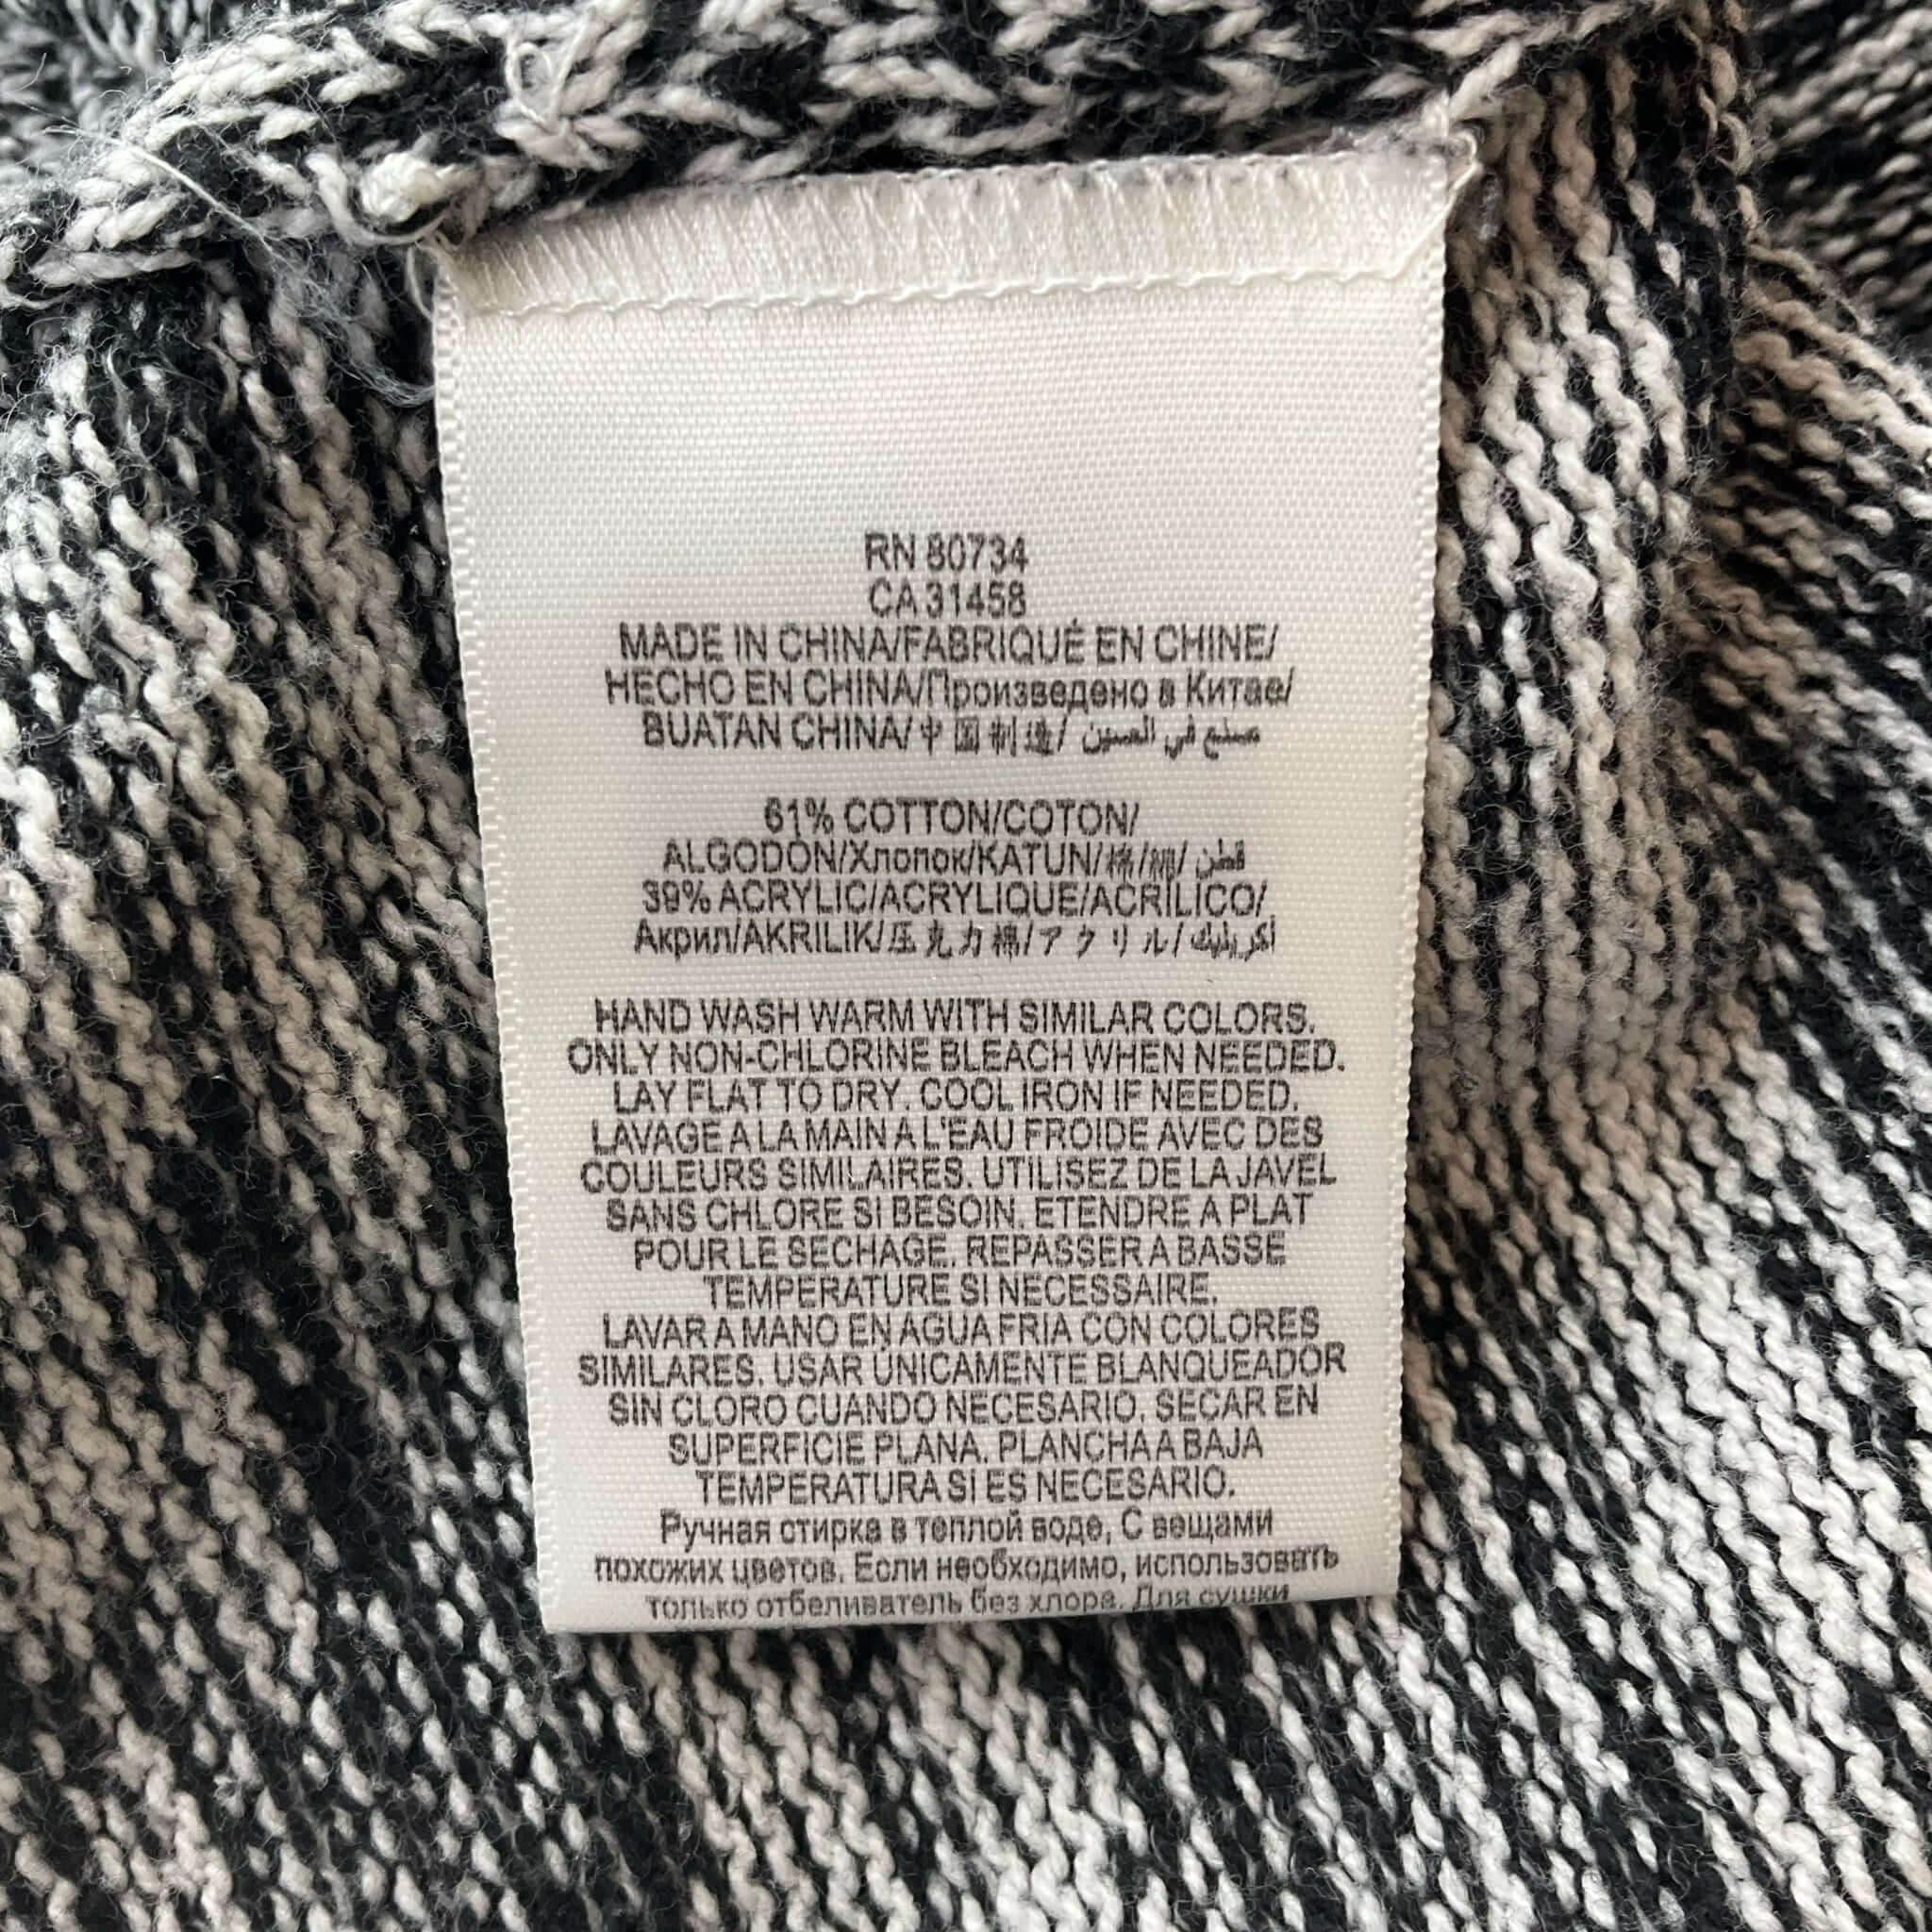 RN 80734
CA 31458
MADE IN CHINA/FABRIQUÉ EN CHINE/
HECHO EN CHINA/Произведено в Китае/
BUATAN CHINA/中国制造/ صنع في الصين
61% COTTON/COTON/
ALGODÓN/Хлопок/KATUN/棉/綿/ قطن
39% ACRYLIC/ACRYLIQUE/ACRÍLICO/
Акрил/AKRILIK/压克力棉/アクリル/ أكريليك
HAND WASH WARM WITH SIMILAR COLORS.
ONLY NON-CHLORINE BLEACH WHEN NEEDED.
LAY FLAT TO DRY. COOL IRON IF NEEDED.
LAVAGE A LA MAIN A L'EAU FROIDE AVEC DES
COULEURS SIMILAIRES. UTILISEZ DE LA JAVEL
SANS CHLORE SI BESOIN. ETENDRE A PLAT
POUR LE SECHAGE. REPASSER A BASSE
TEMPERATURE SI NECESSAIRE.
LAVAR A MANO EN AGUA FRIA CON COLORES
SIMILARES. USAR ÚNICAMENTE BLANQUEADOR
SIN CLORO CUANDO NECESARIO. SECAR EN
SUPERFICIE PLANA. PLANCHA A BAJA
TEMPERATURA SI ES NECESARIO.
Ручная стирка в теплой воде, С вещами
похожих цветов. Если необходимо, использовать
только отбеливатель без хлора. Для сушки